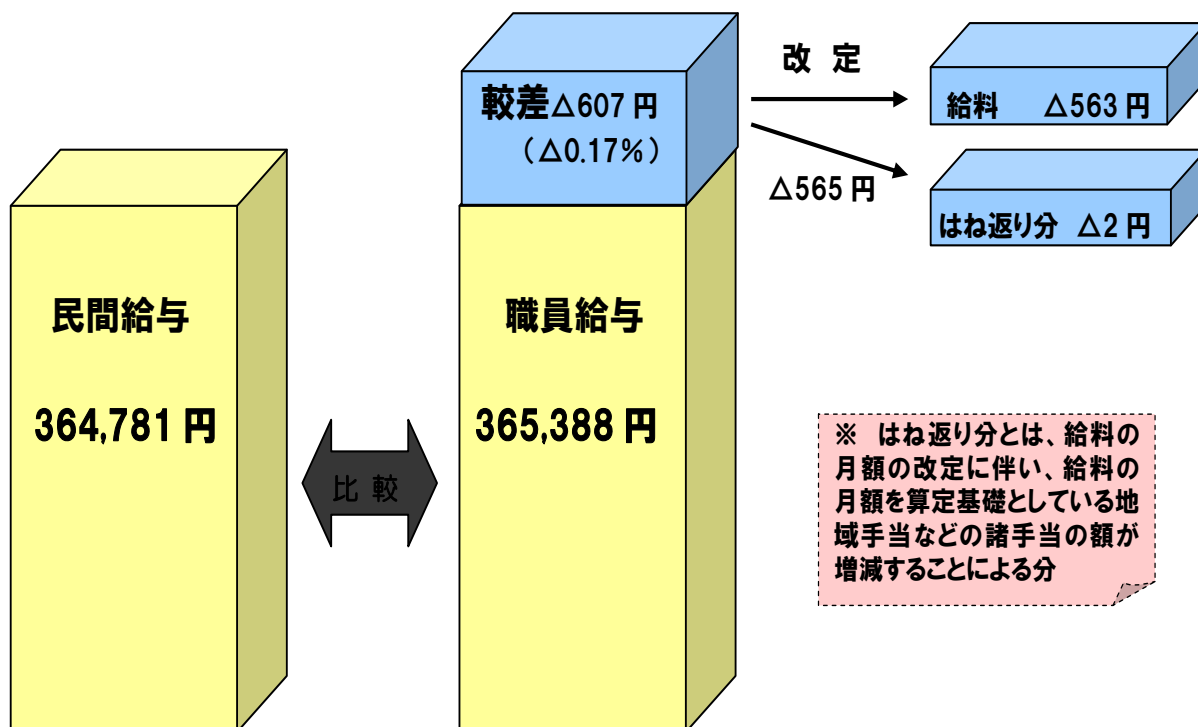 較差△607 円
（△0.17％）
改 定
給料 △563 円
△565 円
はね返り分 △2 円
民間給与
364,781 円
比 較
職員給与
365,388 円
※ はね返り分とは、給料の
月額の改定に伴い、給料の
月額を算定基礎としている地
域手当などの諸手当の額が
増減することによる分